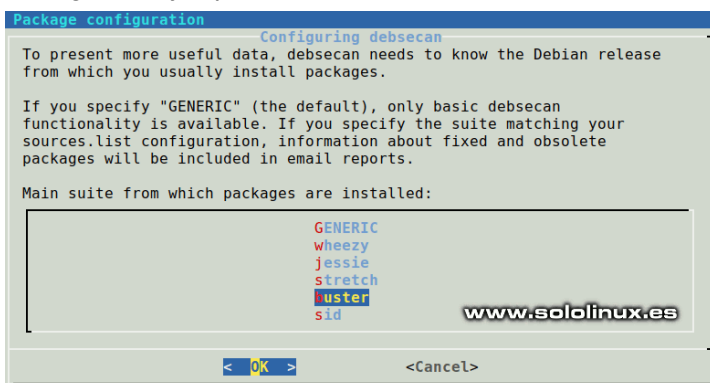 Package configuration
Configuring debsecan
To present more useful data, debsecan needs to know the Debian release
from which you usually install packages.
If you specify "GENERIC" (the default), only basic debsecan
functionality is available. If you specify the suite matching your
sources.list configuration, information about fixed and obsolete
packages will be included in email reports.
Main suite from which packages are installed:
GENERIC
wheezy
jessie
stretch
buster
sid
www.sololinux.es
< OK > <Cancel>